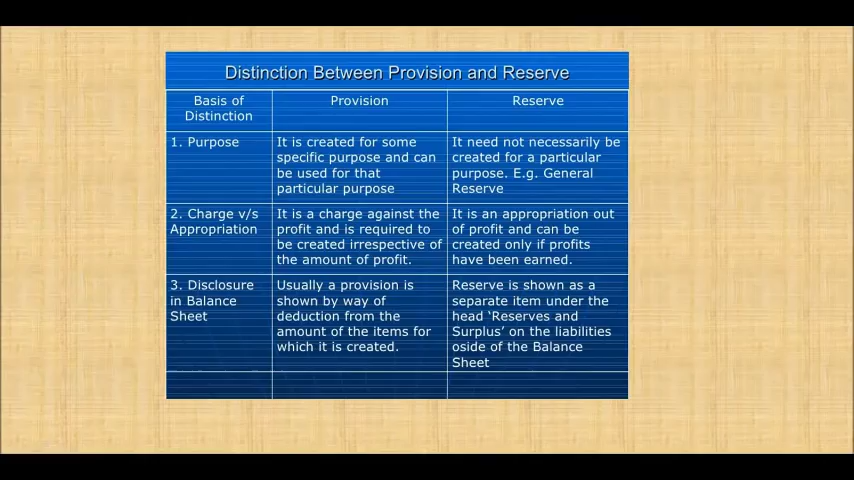 Distinction Between Provision and Reserve
Basis of
Distinction
Provision
Reserve
1. Purpose
It is created for some
specific purpose and can
be used for that
particular purpose
It need not necessarily be
created for a particular
purpose. E.g. General
Reserve
2. Charge v/s
Appropriation
It is a charge against the
profit and is required to
be created irrespective of
the amount of profit.
It is an appropriation out
of profit and can be
created only if profits
have been earned.
3. Disclosure
in Balance
Sheet
Usually a provision is
shown by way of
deduction from the
amount of the items for
which it is created.
Reserve is shown as a
separate item under the
head ‘Reserves and
Surplus’ on the liabilities
oside of the Balance
Sheet